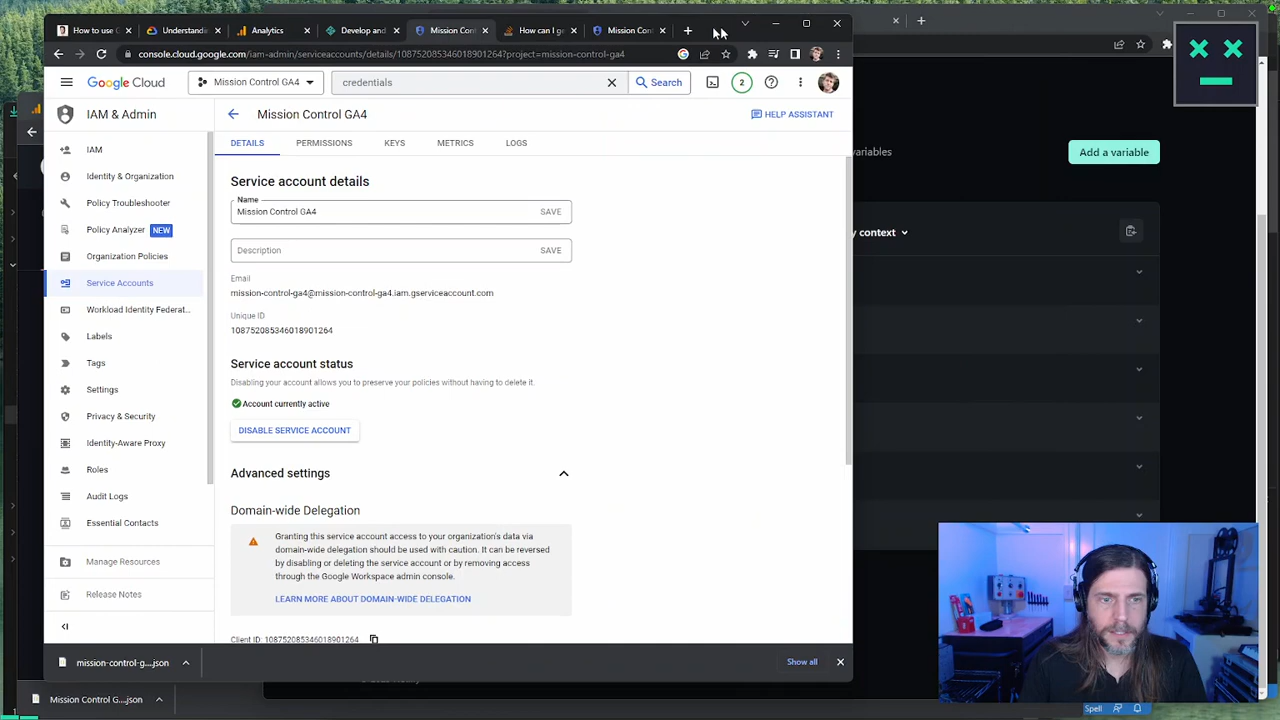 How to use C
Understandin
Analytics
Develop and
Mission Con
How can I ge
Mission Con
console.cloud.google.com/iam-admin/serviceaccounts/details/108752085346018901264?project=mission-control-ga4
Google Cloud
Mission Control GA4
credentials
Search
2
IAM & Admin
Mission Control GA4
HELP ASSISTANT
DETAILS
PERMISSIONS
KEYS
METRICS
LOGS
IAM
Identity & Organization
Policy Troubleshooter
Policy Analyzer NEW
Organization Policies
Service Accounts
Workload Identity Federat...
Labels
Tags
Settings
Privacy & Security
Identity-Aware Proxy
Roles
Audit Logs
Essential Contacts
Manage Resources
Release Notes
Service account details
Name
Mission Control GA4
SAVE
Description
SAVE
Email
mission-control-ga4@mission-control-ga4.iam.gserviceaccount.com
Unique ID
108752085346018901264
Service account status
Disabling your account allows you to preserve your policies without having to delete it.
Account currently active
DISABLE SERVICE ACCOUNT
Advanced settings
Domain-wide Delegation
Granting this service account access to your organization's data via
domain-wide delegation should be used with caution. It can be reversed
by disabling or deleting the service account or by removing access
through the Google Workspace admin console.
LEARN MORE ABOUT DOMAIN-WIDE DELEGATION
Client ID: 108752085346018901264
mission-control-g....json
Show all
Mission Control G....json
variables
Add a variable
y context
Spell